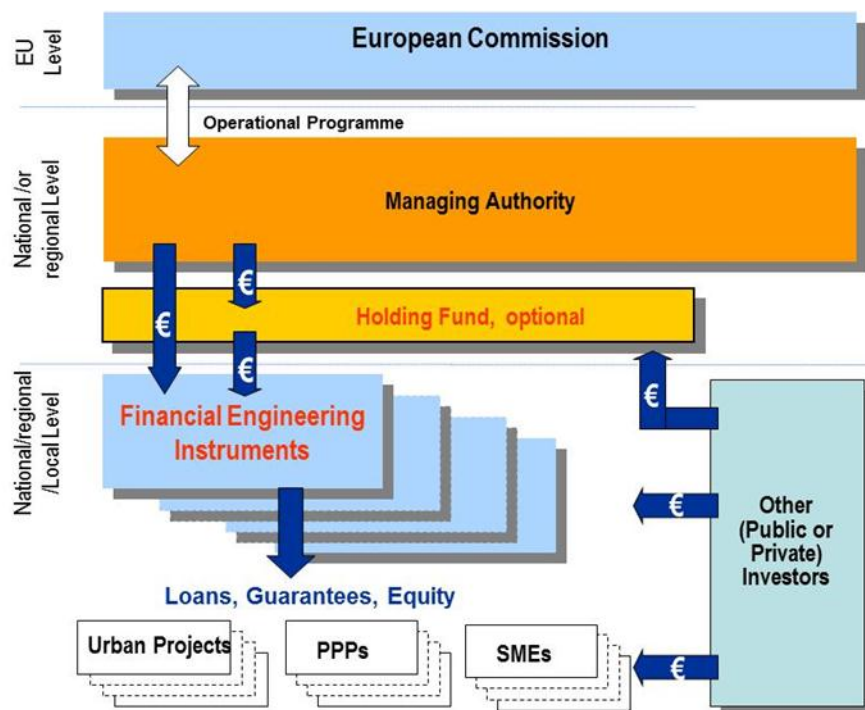 EU
Level
European Commission
Operational Programme
National /or
regional Level
Managing Authority
€
€
Holding Fund, optional
€
National/regional
/Local Level
Financial Engineering
Instruments
€
€
Other
(Public or
Private)
Investors
Loans, Guarantees, Equity
Urban Projects
PPPs
SMEs
€